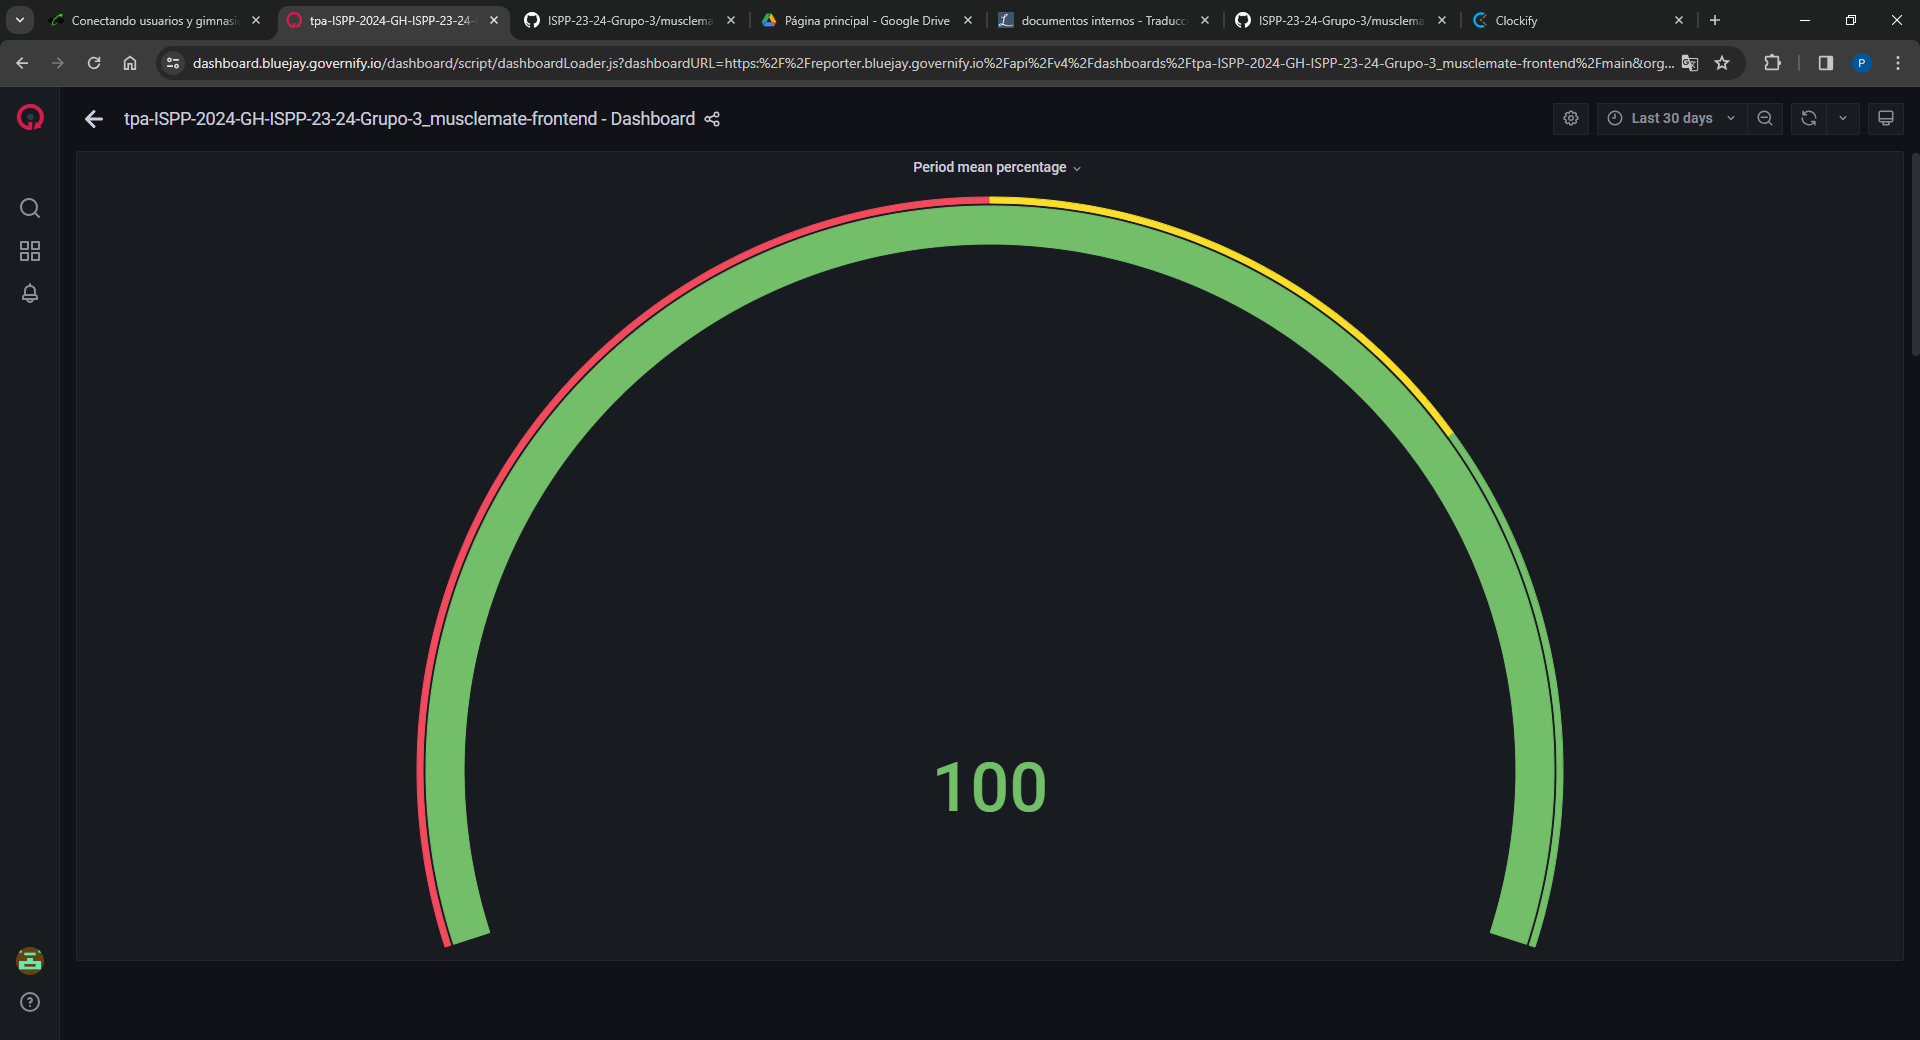 Conectando usuarios y gimnasi
tpa-ISPP-2024-GH-ISPP-23-24-
ISPP-23-24-Grupo-3/musclema
Página principal - Google Drive
documentos internos - Traducc
ISPP-23-24-Grupo-3/musclema
Clockify
dashboard.bluejay.governify.io/dashboard/script/dashboardLoader.js?dashboardURL=https:%2F%2Freporter.bluejay.governify.io%2Fapi%2Fv4%2Fdashboards%2Ftpa-ISPP-2024-GH-ISPP-23-24-Grupo-3_musclemate-frontend%2Fmain&org...
P
tpa-ISPP-2024-GH-ISPP-23-24-Grupo-3_musclemate-frontend - Dashboard
Last 30 days
Period mean percentage
100